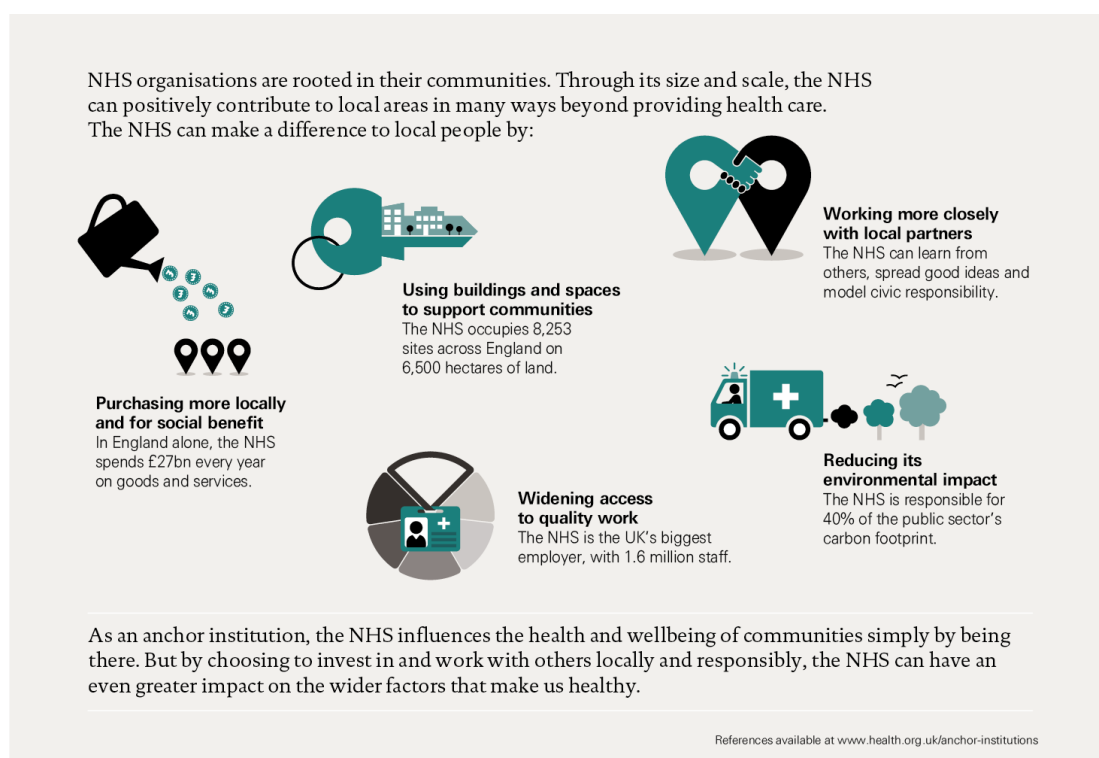 NHS organisations are rooted in their communities. Through its size and scale, the NHS
can positively contribute to local areas in many ways beyond providing health care.
The NHS can make a difference to local people by:
Purchasing more locally
and for social benefit
In England alone, the NHS
spends £27bn every year
on goods and services.
Using buildings and spaces
to support communities
The NHS occupies 8,253
sites across England on
6,500 hectares of land.
Working more closely
with local partners
The NHS can learn from
others, spread good ideas and
model civic responsibility.
Widening access
to quality work
The NHS is the UK's biggest
employer, with 1.6 million staff.
Reducing its
environmental impact
The NHS is responsible for
40% of the public sector's
carbon footprint.
As an anchor institution, the NHS influences the health and wellbeing of communities simply by being
there. But by choosing to invest in and work with others locally and responsibly, the NHS can have an
even greater impact on the wider factors that make us healthy.
References available at www.health.org.uk/anchor-institutions